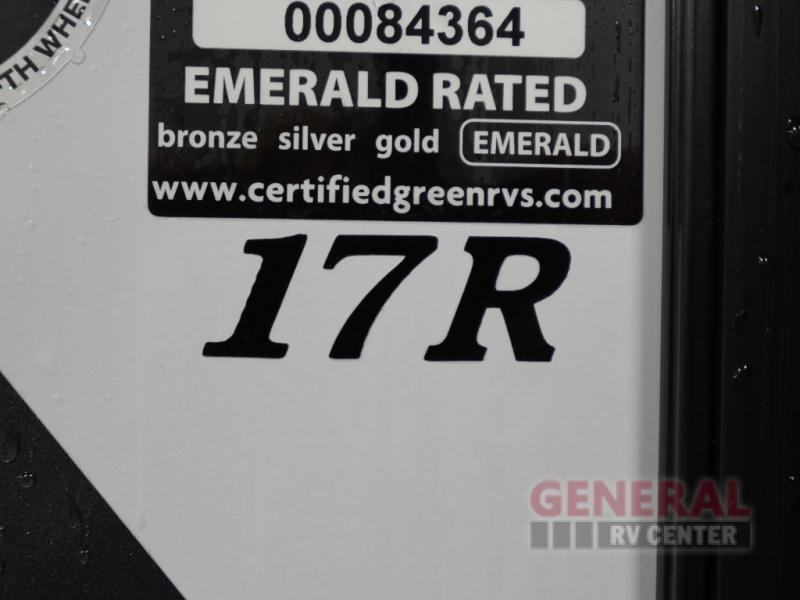 00084364
EMERALD RATED
bronze silver gold EMERALD
www.certifiedgreenrvs.com
17R
GENERAL
RV CENTER